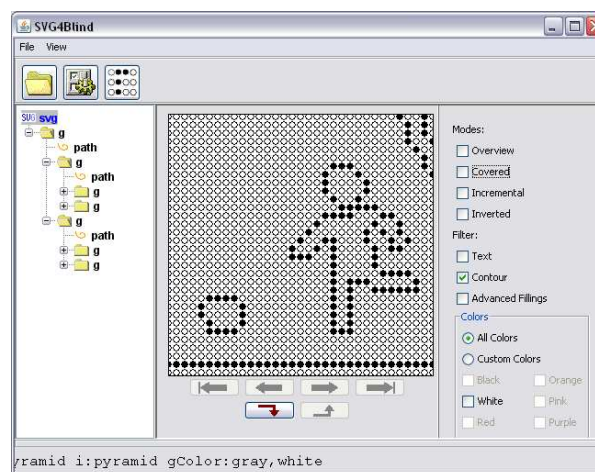 SVG4Blind
File View
SVG svg
g
path
g
path
g
g
g
path
g
g
Modes:
Overview
Covered
Incremental
Inverted
Filter:
Text
Contour
Advanced Fillings
Colors
All Colors
Custom Colors
Black Orange
White Pink
Red Purple
yramid i:pyramid gColor:gray,white